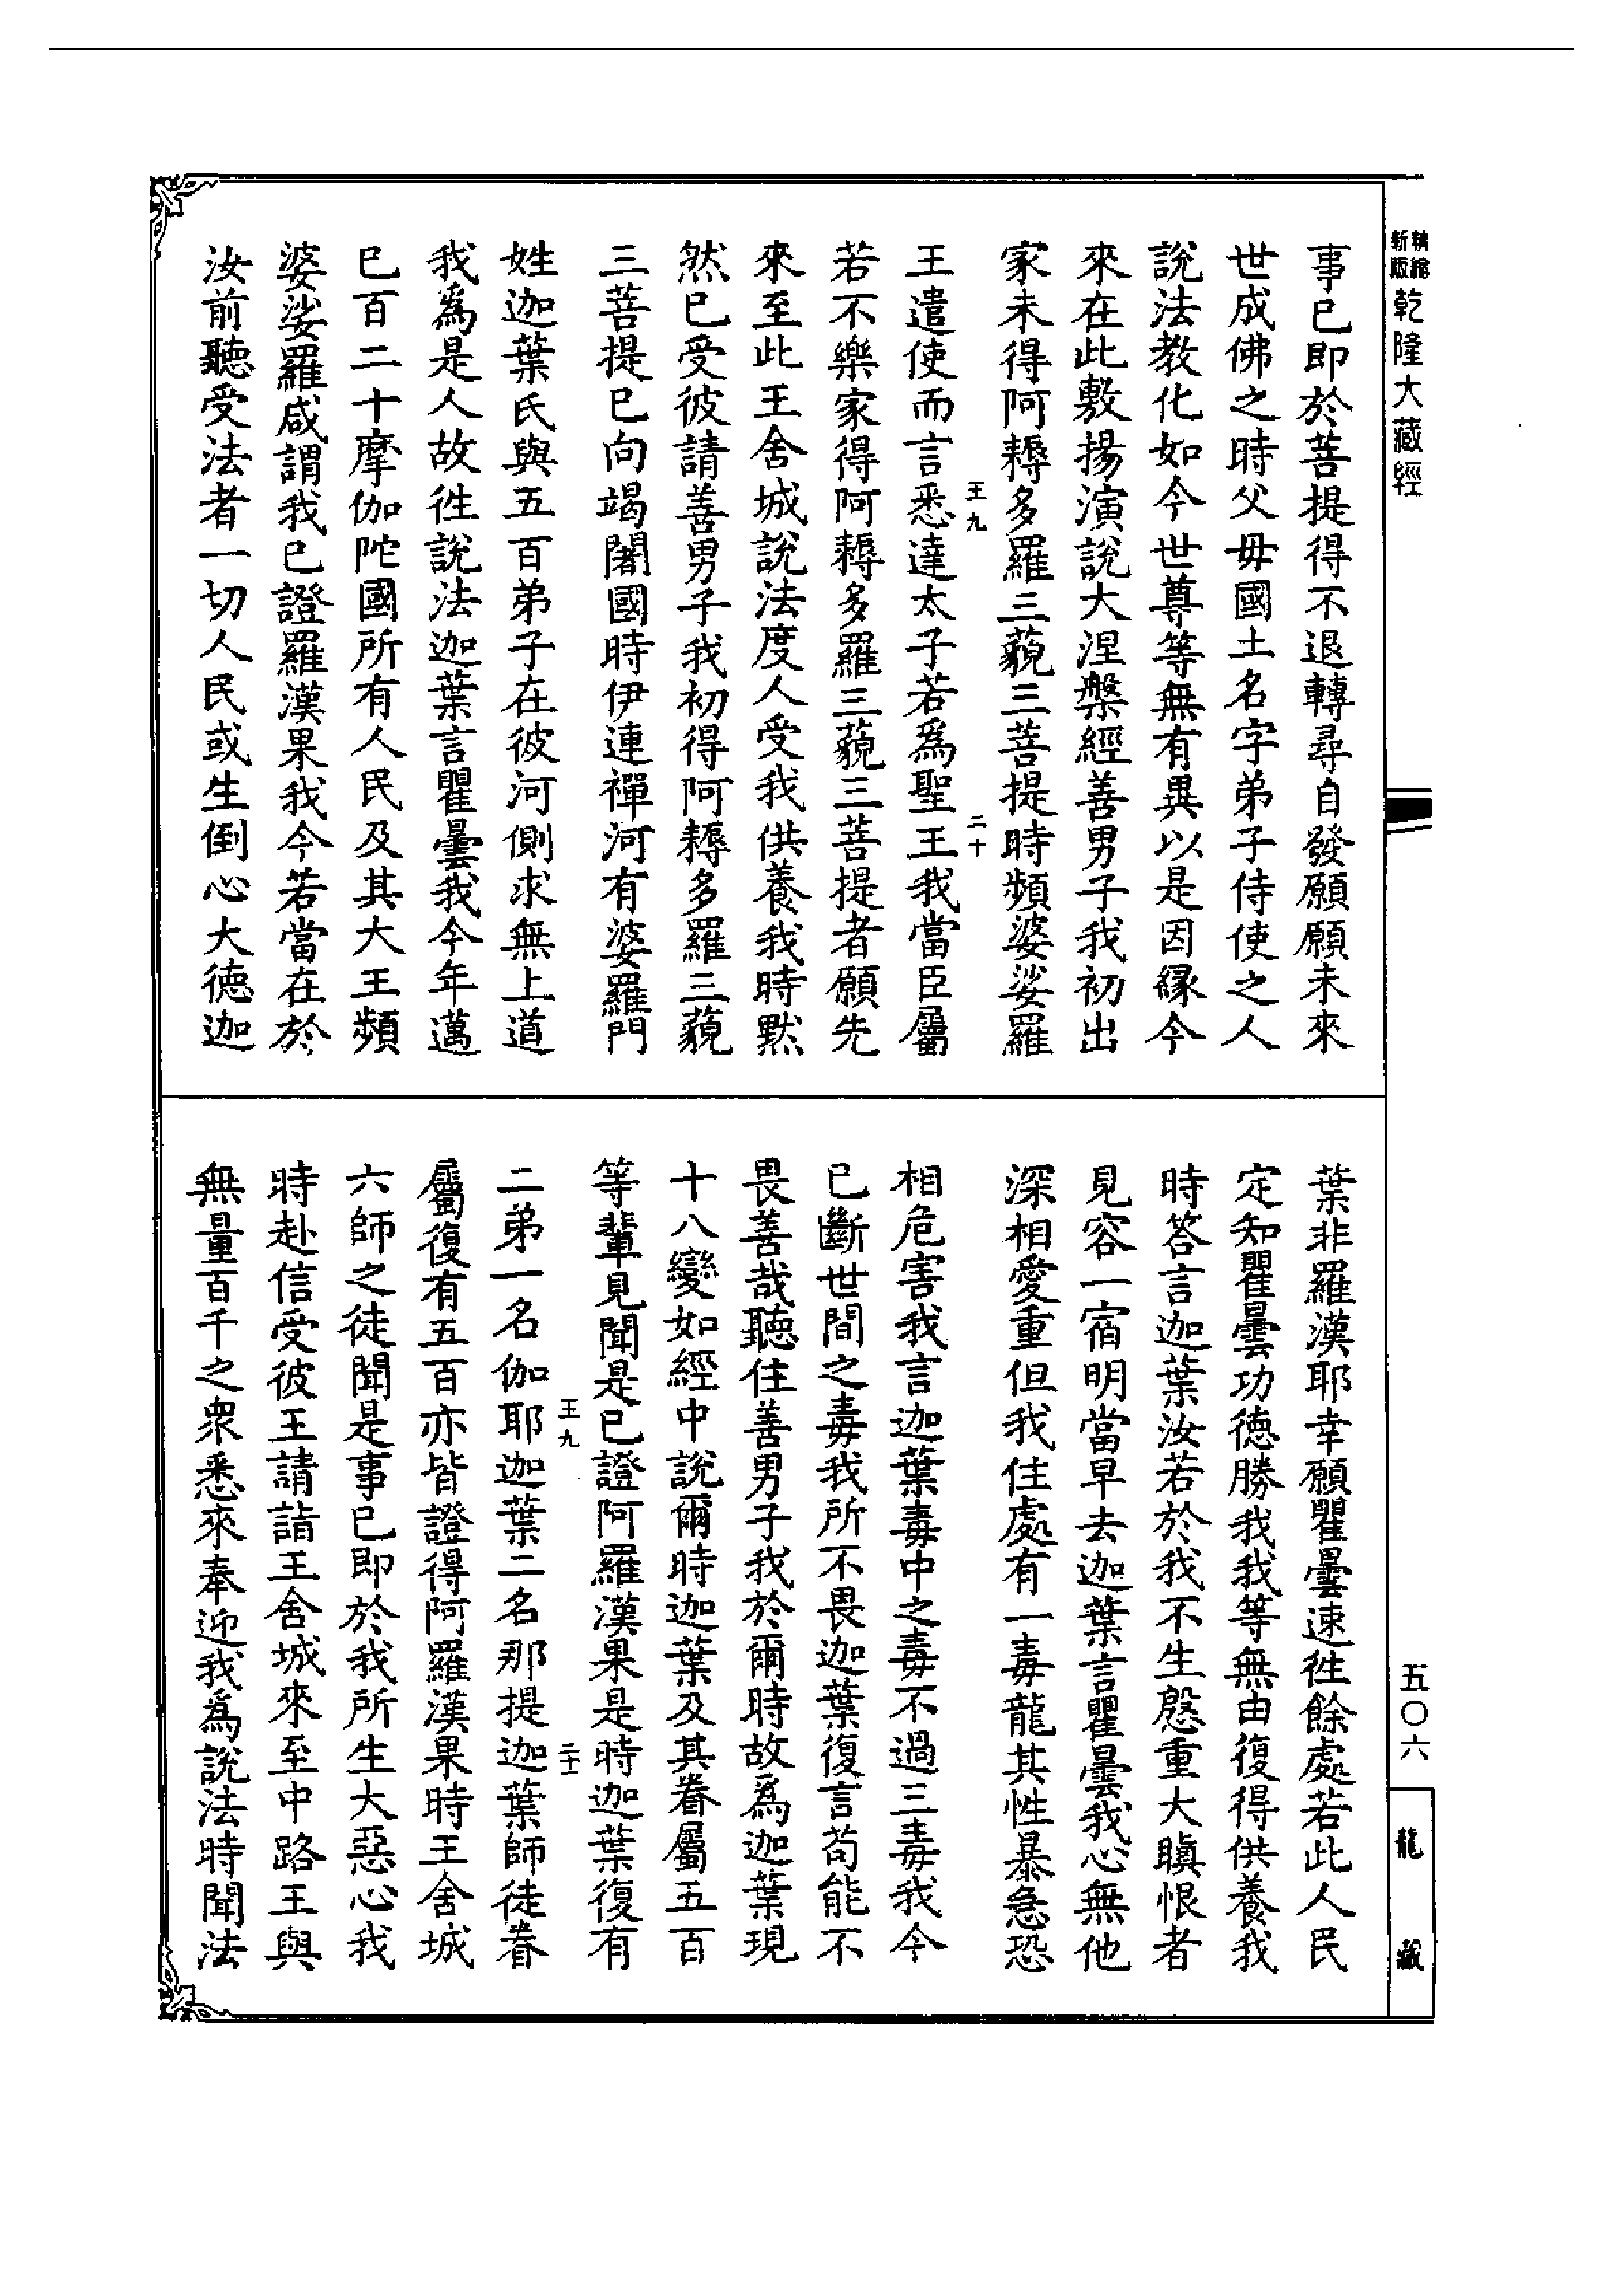 新版精縮
乾隆大藏經
事已即於菩提得不退轉尋自發願願未來
世成佛之時父毋國土名字弟子侍使之人
說法教化如今世尊等無有異以是因緣今
來在此敷揚演說大涅槃經善男子我初出
家未得阿耨多羅三藐三菩提時頻婆娑羅
王九
二十
王遣使而言悉達太子若爲聖王我當臣屬
若不樂家得阿耨多羅三藐三菩提者願先
來至此王舍城說法度人受我供養我時默
然已受彼請善男子我初得阿耨多羅三藐
三菩提已向竭闍國時伊連禪河有婆羅門
姓迦葉氏與五百弟子在彼河側求無上道
我爲是人故徃說法迦葉言瞿曇我今年邁
已百二十摩伽陀國所有人民及其大王頻
婆娑羅咸謂我已證羅漢果我今若當在於
汝前聽受法者一切人民或生倒心大德迦
葉非羅漢耶幸願瞿曇速徃餘處若此人民
定知瞿曇功德勝我我等無由復得供養我
時答言迦葉汝若於我不生慇重大瞋恨者
見容一宿明當早去迦葉言瞿曇我心無他
深相愛重但我住處有一毒龍其性暴急恐
相危害我言迦葉毒中之毒不過三毒我今
已斷世間之毒我所不畏迦葉復言苟能不
畏善哉聽住善男子我於爾時故爲迦葉現
十八變如經中說爾時迦葉及其眷屬五百
等輩見聞是已證阿羅漢果是時迦葉復有
王九
二十一
二弟一名伽耶迦葉二名那提迦葉師徒眷
屬復有五百亦皆證得阿羅漢果時王舍城
六師之徒聞是事已即於我所生大惡心我
時赴信受彼王請詣王舍城來至中路王與
無量百千之衆悉來奉迎我爲說法時聞法
五〇六
龍藏